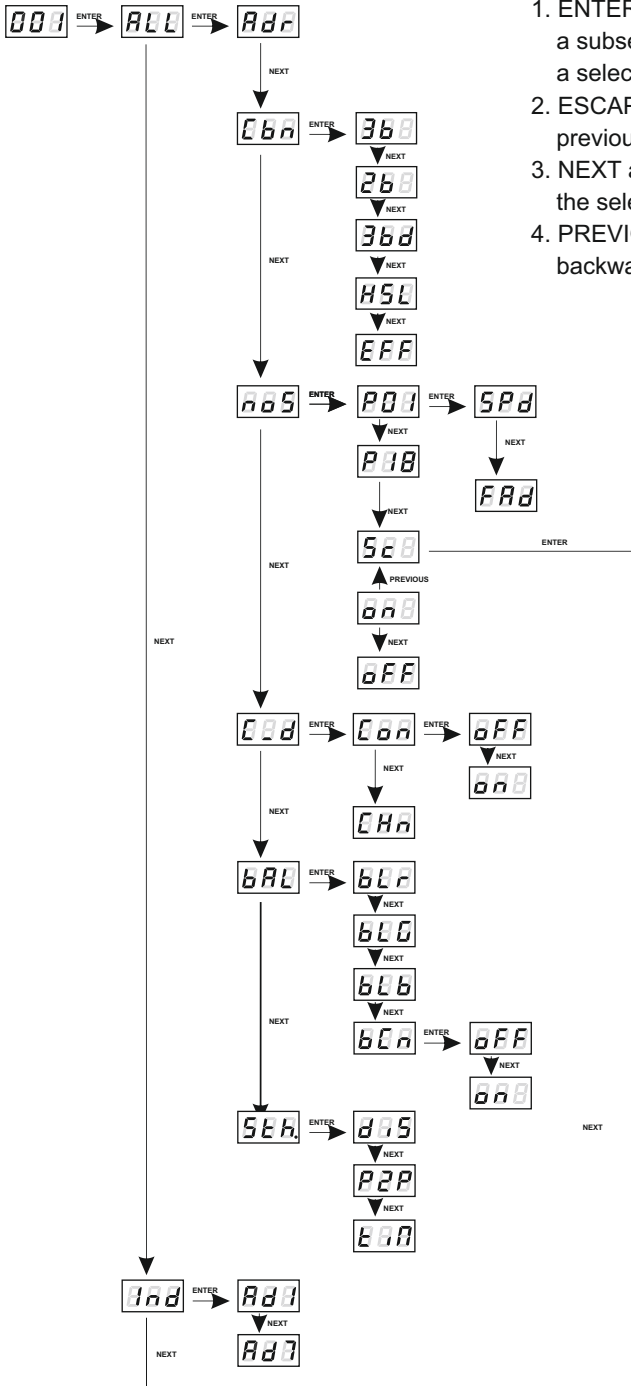 001 ENTER ALL ENTER Adr
1. ENTER
a subse
a selec
2. ESCAP
previou
3. NEXT a
the sele
4. PREVIO
backwa
NEXT
Cbn ENTER 3b
NEXT
2b
NEXT
3bd
NEXT
NEXT
HSL
NEXT
EFF
noS ENTER P01 ENTER SPd
NEXT
NEXT
P18
FAd
NEXT
Sc ENTER
NEXT
PREVIOUS
on
NEXT
NEXT
oFF
C_d ENTER Con ENTER oFF
NEXT
NEXT
on
NEXT
CHn
bAL ENTER bLr
NEXT
bLG
NEXT
bLb
NEXT
NEXT
bCn ENTER oFF
NEXT
on
Sth. ENTER diS
NEXT
NEXT
P2P
NEXT
tiM
Ind ENTER Ad1
NEXT
NEXT
Ad7